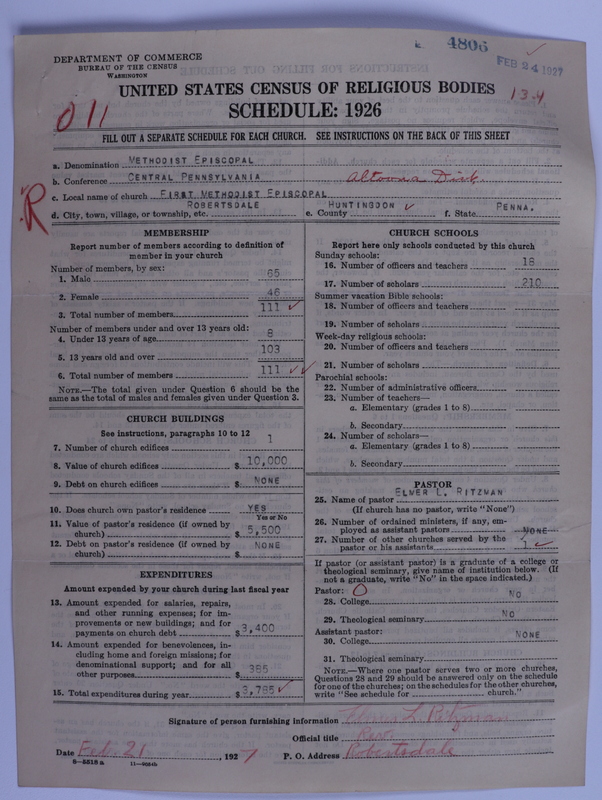 4806
FEB 24 1927
DEPARTMENT OF COMMERCE
BUREAU OF THE CENSUS
WASHINGTON
UNITED STATES CENSUS OF RELIGIOUS BODIES
13.4
SCHEDULE: 1926
011
FILL OUT A SEPARATE SCHEDULE FOR EACH CHURCH. SEE INSTRUCTIONS ON THE BACK OF THIS SHEET
a. Denomination METHODIST EPISCOPAL
b. Conference CENTRAL PENNSYLVANIA Altoona Dist.
c. Local name of church FIRST METHODIST EPISCOPAL
R
d. City, town, village, or township, etc. ROBERTSDALE e. County HUNTINGDON f. State PENNA.
MEMBERSHIP
Report number of members according to definition of
member in your church
Number of members, by sex:
1. Male 65
2. Female 46
3. Total number of members 111
Number of members under and over 13 years old:
4. Under 13 years of age 8
5. 13 years old and over 103
6. Total number of members 111
NOTE.—The total given under Question 6 should be the
same as the total of males and females given under Question 3.
CHURCH BUILDINGS
See instructions, paragraphs 10 to 12
7. Number of church edifices 1
8. Value of church edifices $ 10,000
9. Debt on church edifices $ NONE
10. Does church own pastor's residence YES
Yes or No
11. Value of pastor's residence (if owned by
church) $ 5,500
12. Debt on pastor's residence (if owned by
church) $ NONE
EXPENDITURES
Amount expended by your church during last fiscal year
13. Amount expended for salaries, repairs,
and other running expenses; for im-
provements or new buildings; and for
payments on church debt $ 3,400
14. Amount expended for benevolences, in-
cluding home and foreign missions; for
denominational support; and for all
other purposes $ 385
15. Total expenditures during year $ 3,785
CHURCH SCHOOLS
Report here only schools conducted by this church
Sunday schools:
16. Number of officers and teachers 18
17. Number of scholars 210
Summer vacation Bible schools:
18. Number of officers and teachers
19. Number of scholars
Week-day religious schools:
20. Number of officers and teachers
21. Number of scholars
Parochial schools:
22. Number of administrative officers
23. Number of teachers—
a. Elementary (grades 1 to 8)
b. Secondary
24. Number of scholars—
a. Elementary (grades 1 to 8)
b. Secondary
PASTOR
25. Name of pastor ELMER L. RITZMAN
(If church has no pastor, write "None")
26. Number of ordained ministers, if any, em-
ployed as assistant pastors NONE
27. Number of other churches served by the
pastor or his assistants 1
If pastor (or assistant pastor) is a graduate of a college or
theological seminary, give name of institution below. (If
not a graduate, write "No" in the space indicated.)
Pastor: O
28. College NO
29. Theological seminary NO
Assistant pastor:
30. College NONE
31. Theological seminary
NOTE.—Where one pastor serves two or more churches,
Questions 28 and 29 should be answered only on the schedule
for one of the churches; on the schedules for the other churches,
write "See schedule for church."
Signature of person furnishing information Elmer L. Ritzman
Official title Rev.
Date Feb. 21, 1927 P. O. Address Robertsdale
8—5518 a 11—9564b